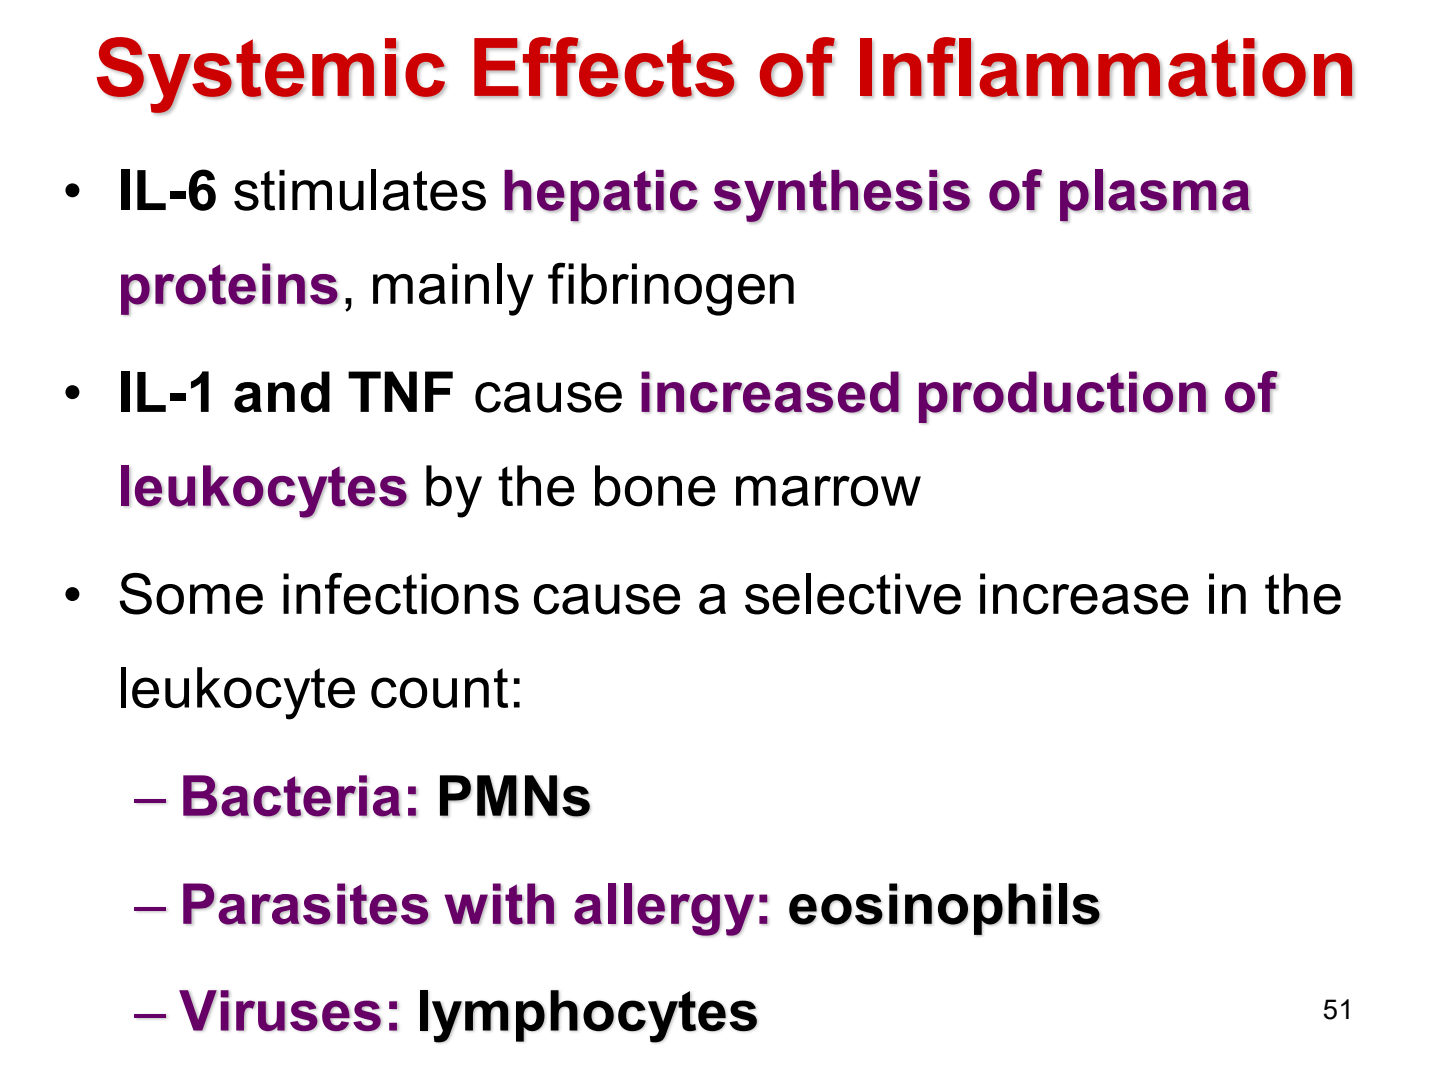 Systemic Effects of Inflammation
• IL-6 stimulates hepatic synthesis of plasma
proteins, mainly fibrinogen
• IL-1 and TNF cause increased production of
leukocytes by the bone marrow
• Some infections cause a selective increase in the
leukocyte count:
– Bacteria: PMNs
– Parasites with allergy: eosinophils
– Viruses: lymphocytes
51